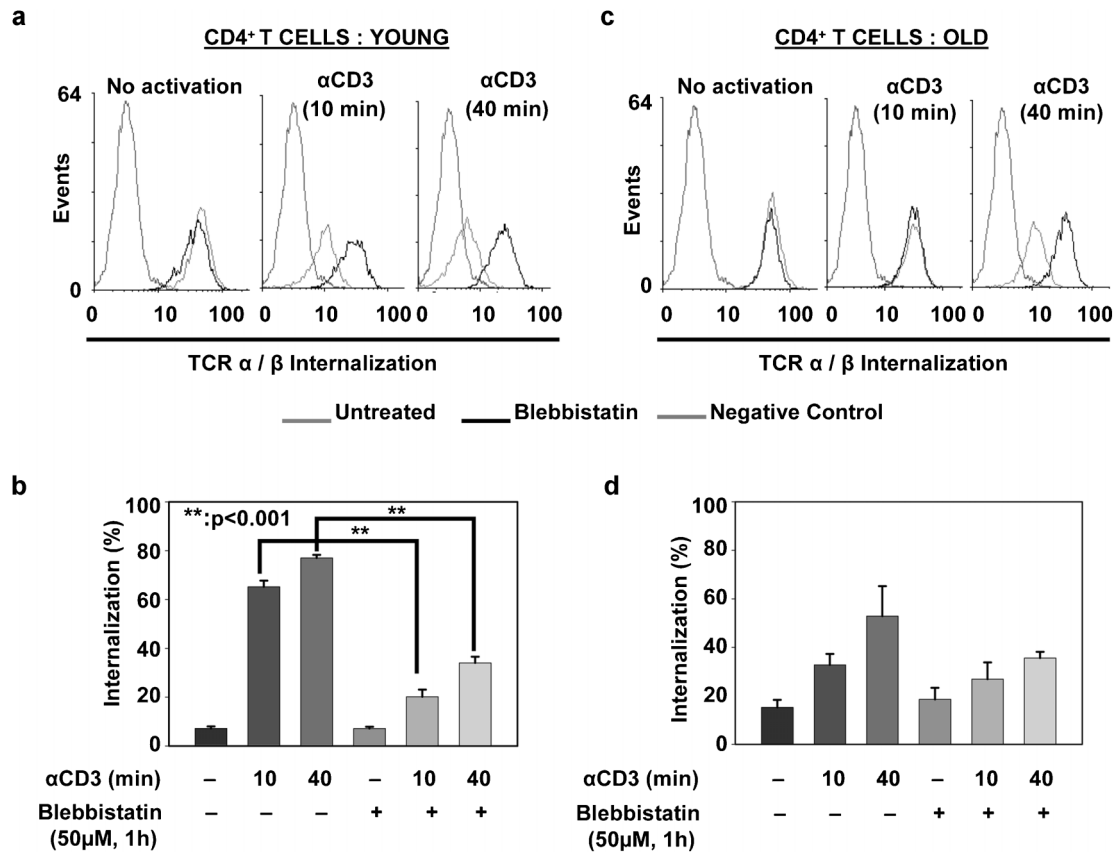 a
CD4+ T CELLS : YOUNG
No activation
αCD3
(10 min)
αCD3
(40 min)
64
Events
0
0 10 100
0 10 100
0 10 100
TCR α / β Internalization
c
CD4+ T CELLS : OLD
No activation
αCD3
(10 min)
αCD3
(40 min)
64
Events
0
0 10 100
0 10 100
0 10 100
TCR α / β Internalization
Untreated Blebbistatin Negative Control
b
**:p<0.001
**
**
Internalization (%)
100
80
60
40
20
0
αCD3 (min) – 10 40 – 10 40
Blebbistatin – – – + + +
(50µM, 1h)
d
Internalization (%)
100
80
60
40
20
0
αCD3 (min) – 10 40 – 10 40
Blebbistatin – – – + + +
(50µM, 1h)